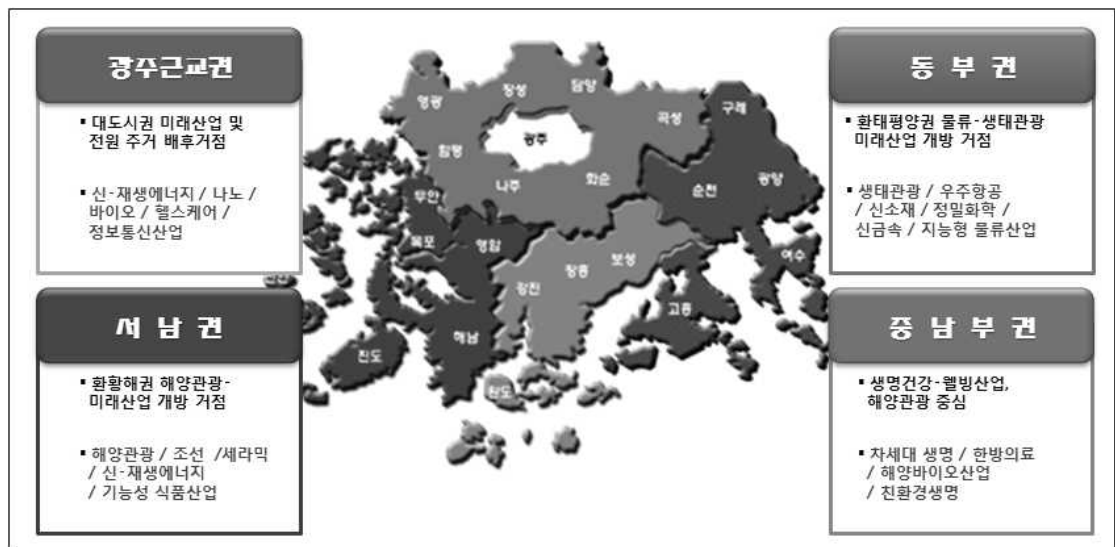 광주근교권
▪ 대도시권 미래산업 및
전원 주거 배후거점
▪ 신-재생에너지 / 나노 /
바이오 / 헬스케어 /
정보통신산업
동 부 권
▪ 환태평양권 물류-생태관광
미래산업 개방 거점
▪ 생태관광 / 우주항공
/ 신소재 / 정밀화학 /
신금속 / 지능형 물류산업
서 남 권
▪ 환황해권 해양관광-
미래산업 개방 거점
▪ 해양관광 / 조선 /세라믹
/ 신-재생에너지
/ 기능성 식품산업
중 남 부 권
▪ 생명건강-웰빙산업,
해양관광 중심
▪ 차세대 생명 / 한방의료
/ 해양바이오산업
/ 친환경생명
영광
장성
담양
곡성
구례
광주
함평
나주
화순
순천
광양
무안
목포
영암
보성
장흥
강진
여수
고흥
해남
진도
완도